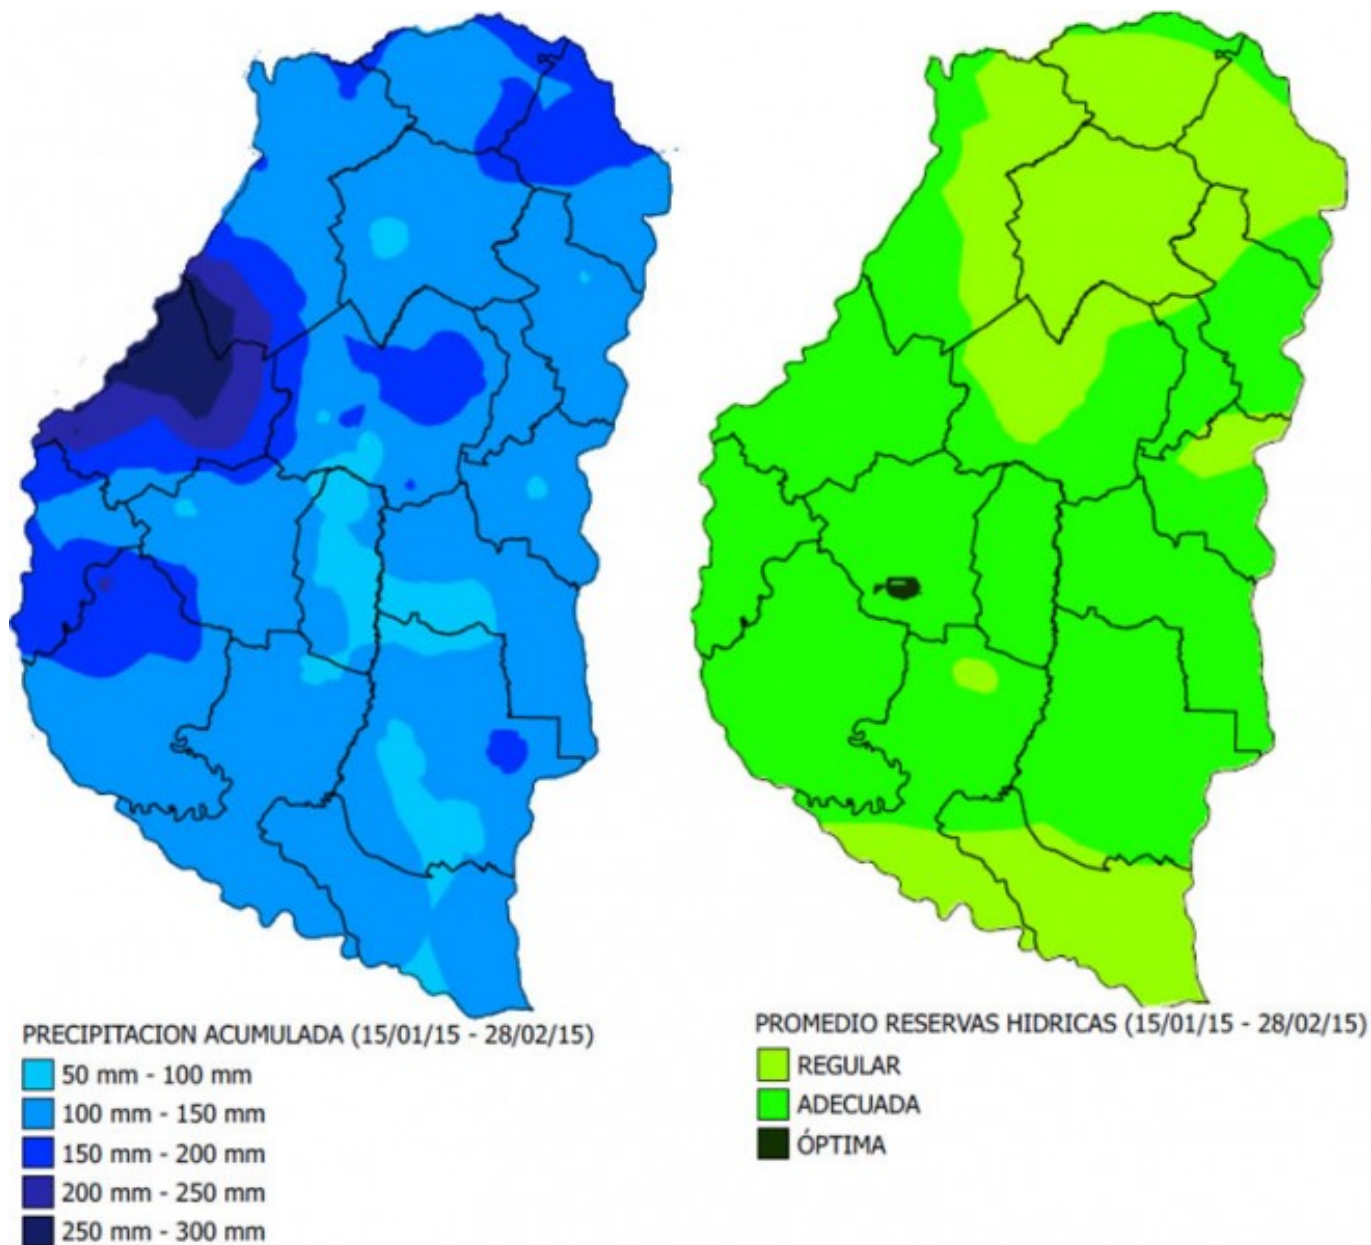 PRECIPITACION ACUMULADA (15/01/15 - 28/02/15)
50 mm - 100 mm
100 mm - 150 mm
150 mm - 200 mm
200 mm - 250 mm
250 mm - 300 mm
PROMEDIO RESERVAS HIDRICAS (15/01/15 - 28/02/15)
REGULAR
ADECUADA
ÓPTIMA